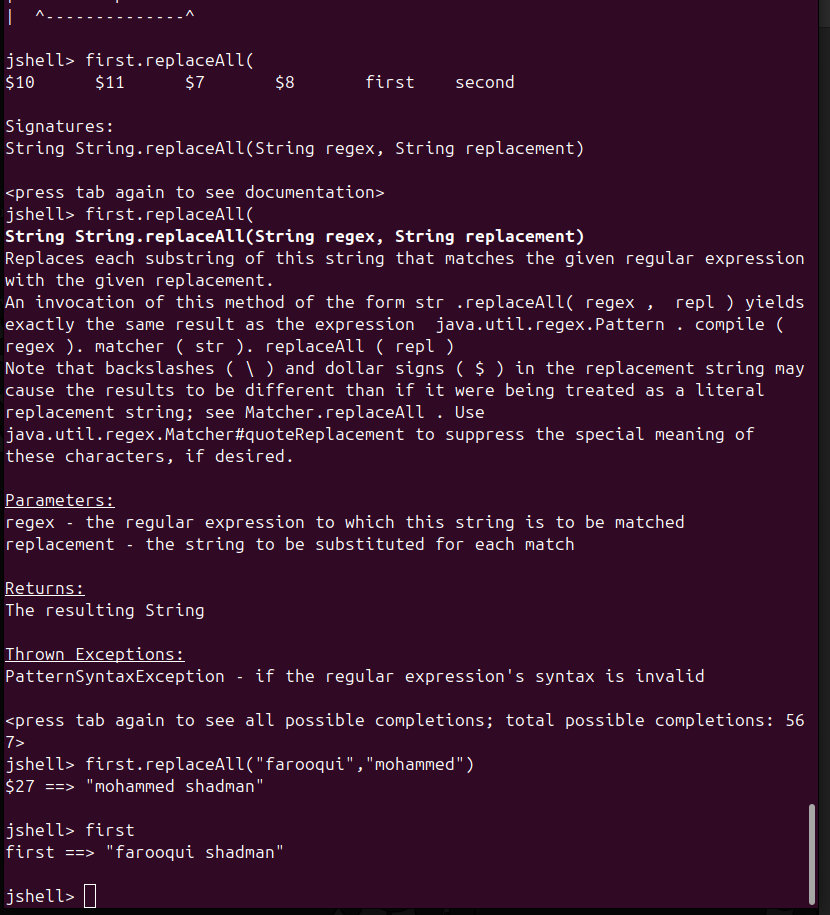 |  ^--------------^
jshell> first.replaceAll(
$10      $11      $7       $8       first    second
Signatures:
String String.replaceAll(String regex, String replacement)
<press tab again to see documentation>
jshell> first.replaceAll(
String String.replaceAll(String regex, String replacement)
Replaces each substring of this string that matches the given regular expression
with the given replacement.
An invocation of this method of the form str .replaceAll( regex ,  repl ) yields
exactly the same result as the expression  java.util.regex.Pattern . compile (
regex ). matcher ( str ). replaceAll ( repl )
Note that backslashes ( \ ) and dollar signs ( $ ) in the replacement string may
cause the results to be different than if it were being treated as a literal
replacement string; see Matcher.replaceAll . Use
java.util.regex.Matcher#quoteReplacement to suppress the special meaning of
these characters, if desired.
Parameters:
regex - the regular expression to which this string is to be matched
replacement - the string to be substituted for each match
Returns:
The resulting String
Thrown Exceptions:
PatternSyntaxException - if the regular expression's syntax is invalid
<press tab again to see all possible completions; total possible completions: 56
7>
jshell> first.replaceAll("farooqui","mohammed")
$27 ==> "mohammed shadman"
jshell> first
first ==> "farooqui shadman"
jshell>